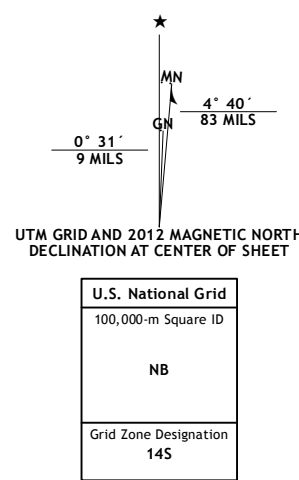 ★
MN
GN
4° 40´
83 MILS
0° 31´
9 MILS
UTM GRID AND 2012 MAGNETIC NORTH
DECLINATION AT CENTER OF SHEET
U.S. National Grid
100,000-m Square ID
NB
Grid Zone Designation
14S